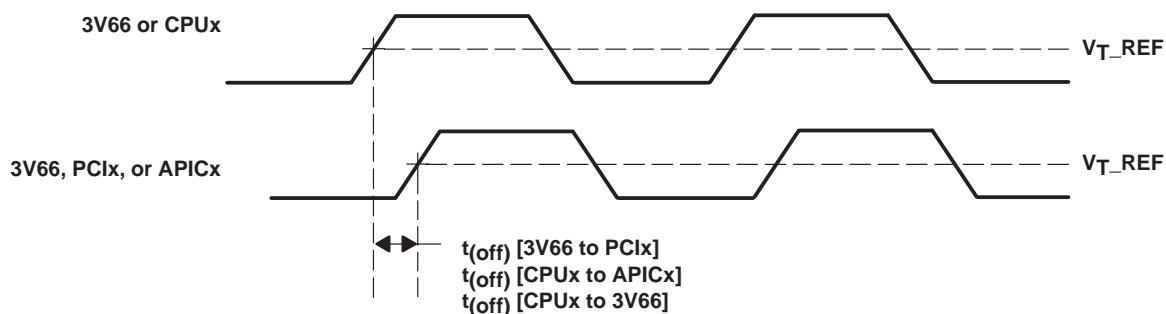 3V66 or CPUx
VT_REF
3V66, PCIx, or APICx
VT_REF
t(off) [3V66 to PCIx]
t(off) [CPUx to APICx]
t(off) [CPUx to 3V66]